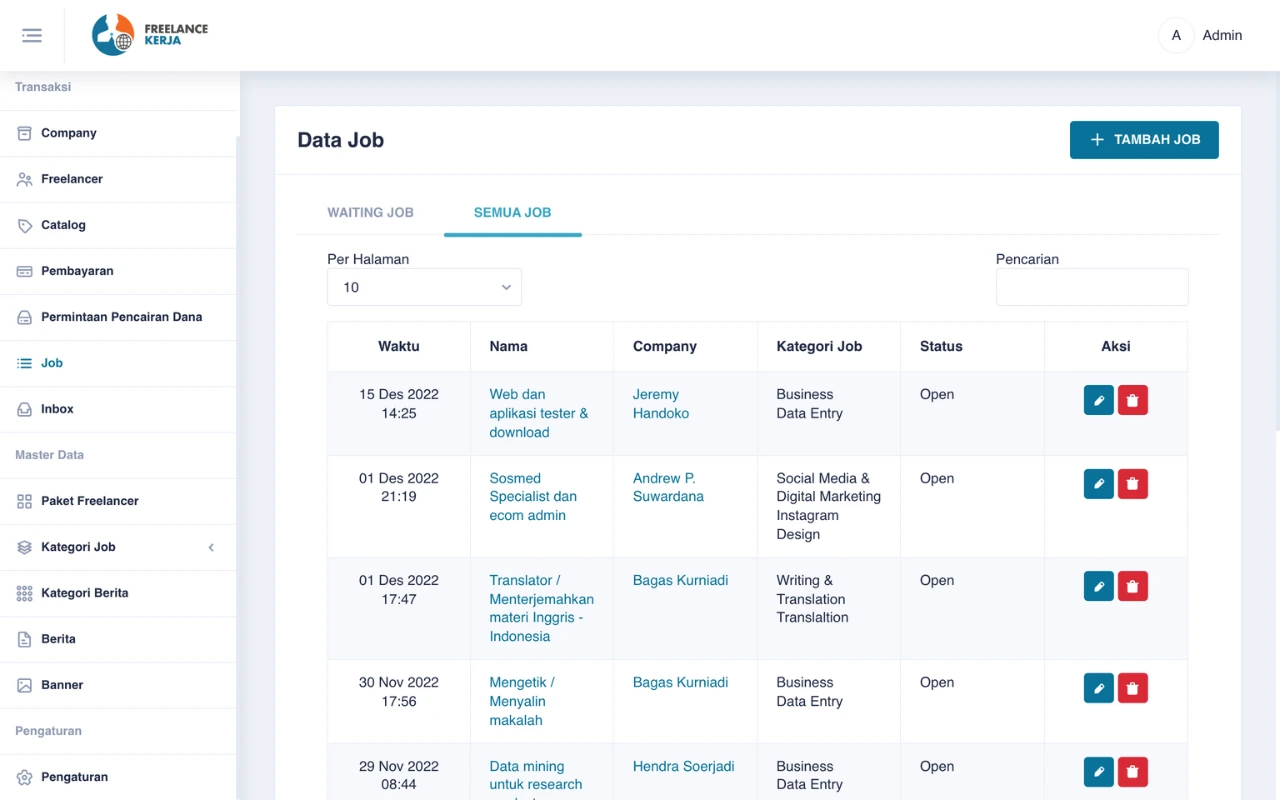 FREELANCE
KERJA
A Admin
Transaksi
Company
Freelancer
Catalog
Pembayaran
Permintaan Pencairan Dana
Job
Inbox
Master Data
Paket Freelancer
Kategori Job
Kategori Berita
Berita
Banner
Pengaturan
Pengaturan
Data Job
TAMBAH JOB
WAITING JOB SEMUA JOB
Per Halaman
10
Pencarian
Waktu Nama Company Kategori Job Status Aksi
15 Des 2022
14:25
Web dan
aplikasi tester &
download
Jeremy
Handoko
Business
Data Entry
Open
01 Des 2022
21:19
Sosmed
Specialist dan
ecom admin
Andrew P.
Suwardana
Social Media &
Digital Marketing
Instagram
Design
Open
01 Des 2022
17:47
Translator /
Menterjemahkan
materi Inggris -
Indonesia
Bagas Kurniadi
Writing &
Translation
Translaltion
Open
30 Nov 2022
17:56
Mengetik /
Menyalin
makalah
Bagas Kurniadi
Business
Data Entry
Open
29 Nov 2022
08:44
Data mining
untuk research
Hendra Soerjadi
Business
Data Entry
Open